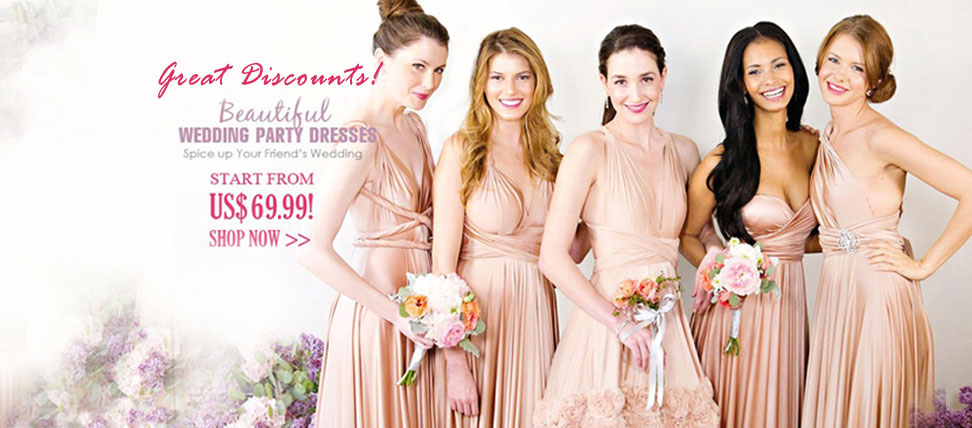 Great Discounts!
Beautiful
WEDDING PARTY DRESSES
Spice up Your Friend's Wedding
START FROM
US$ 69.99!
SHOP NOW >>